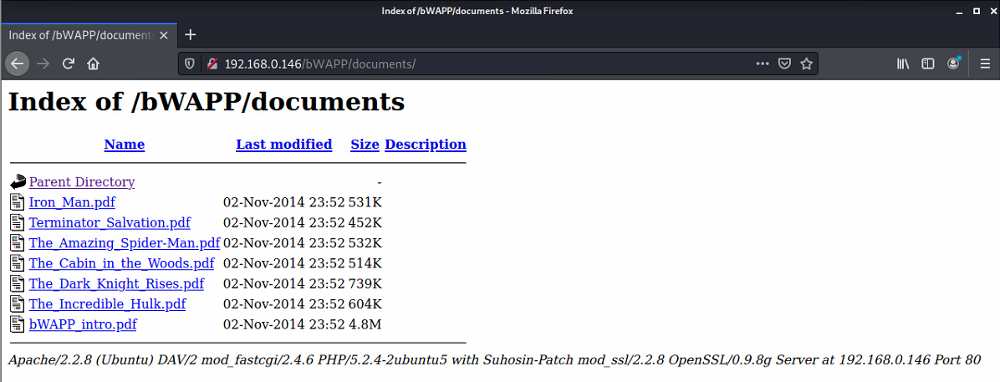 Index of /bWAPP/documents - Mozilla Firefox
Index of /bWAPP/document
192.168.0.146/bWAPP/documents/
Index of /bWAPP/documents
Name Last modified Size Description
Parent Directory -
Iron_Man.pdf 02-Nov-2014 23:52 531K
Terminator_Salvation.pdf 02-Nov-2014 23:52 452K
The_Amazing_Spider-Man.pdf 02-Nov-2014 23:52 532K
The_Cabin_in_the_Woods.pdf 02-Nov-2014 23:52 514K
The_Dark_Knight_Rises.pdf 02-Nov-2014 23:52 739K
The_Incredible_Hulk.pdf 02-Nov-2014 23:52 604K
bWAPP_intro.pdf 02-Nov-2014 23:52 4.8M
Apache/2.2.8 (Ubuntu) DAV/2 mod_fastcgi/2.4.6 PHP/5.2.4-2ubuntu5 with Suhosin-Patch mod_ssl/2.2.8 OpenSSL/0.9.8g Server at 192.168.0.146 Port 80